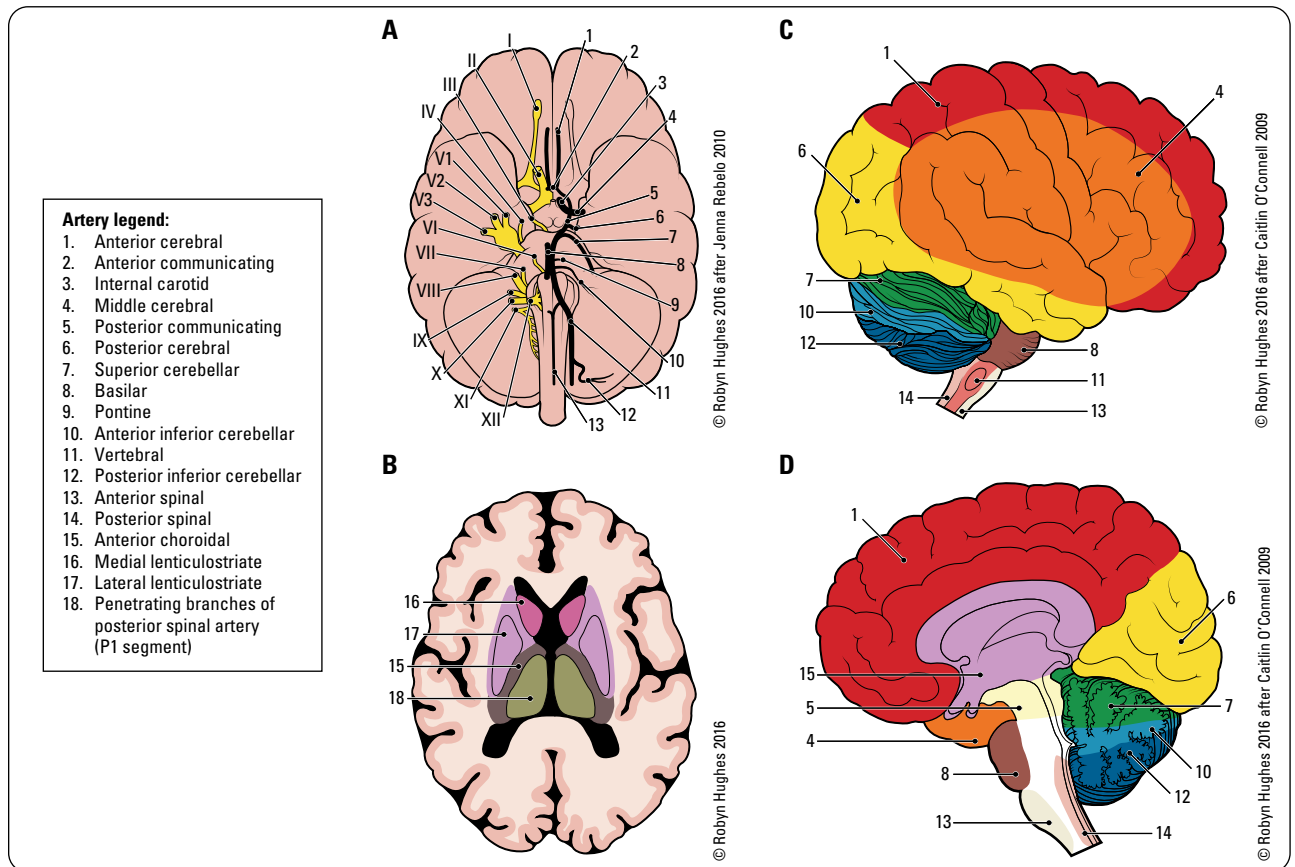 Artery legend:
1. Anterior cerebral
2. Anterior communicating
3. Internal carotid
4. Middle cerebral
5. Posterior communicating
6. Posterior cerebral
7. Superior cerebellar
8. Basilar
9. Pontine
10. Anterior inferior cerebellar
11. Vertebral
12. Posterior inferior cerebellar
13. Anterior spinal
14. Posterior spinal
15. Anterior choroidal
16. Medial lenticulostriate
17. Lateral lenticulostriate
18. Penetrating branches of
posterior spinal artery
(P1 segment)
A
I
II
III
IV
V1
V2
V3
VI
VII
VIII
IX
X
XI
XII
1
2
3
4
5
6
7
8
9
10
11
12
13
© Robyn Hughes 2016 after Jenna Rebelo 2010
B
16
17
15
18
© Robyn Hughes 2016
C
1
4
6
7
10
12
8
11
14
13
© Robyn Hughes 2016 after Caitlin O'Connell 2009
D
1
6
15
5
7
4
10
8
12
13
14
© Robyn Hughes 2016 after Caitlin O'Connell 2009